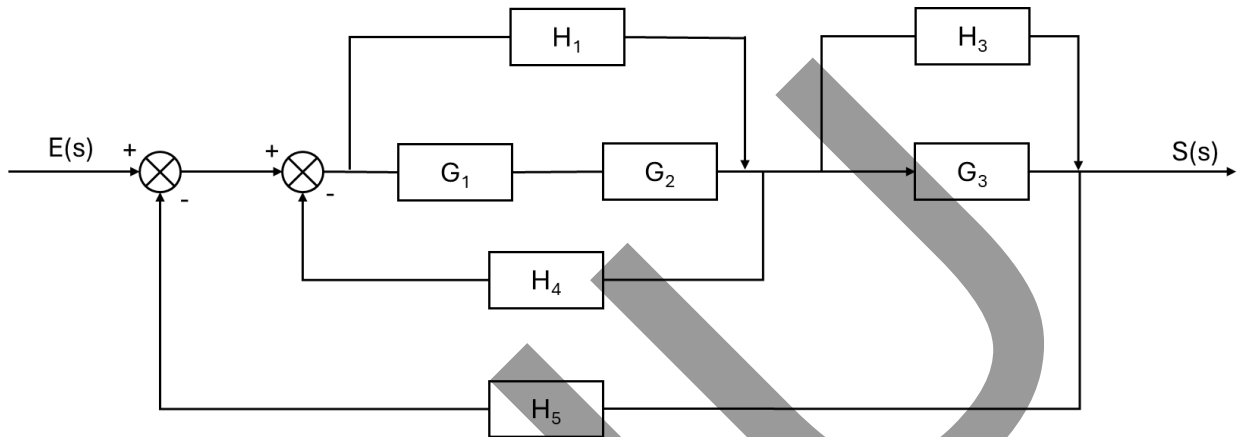 H₁
H₃
E(s)
+
+
G₁
G₂
G₃
S(s)
-
-
H₄
H₅